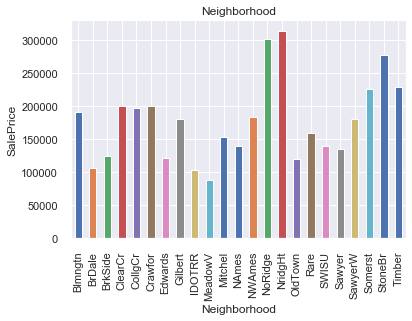 Neighborhood
300000
250000
200000
150000
100000
50000
0
SalePrice
Blmngtn
BrDale
BrkSide
ClearCr
CollgCr
Crawfor
Edwards
Gilbert
IDOTRR
MeadowV
Mitchel
NAmes
NWAmes
NoRidge
NridgHt
OldTown
Rare
SWISU
Sawyer
SawyerW
Somerst
StoneBr
Timber
Neighborhood